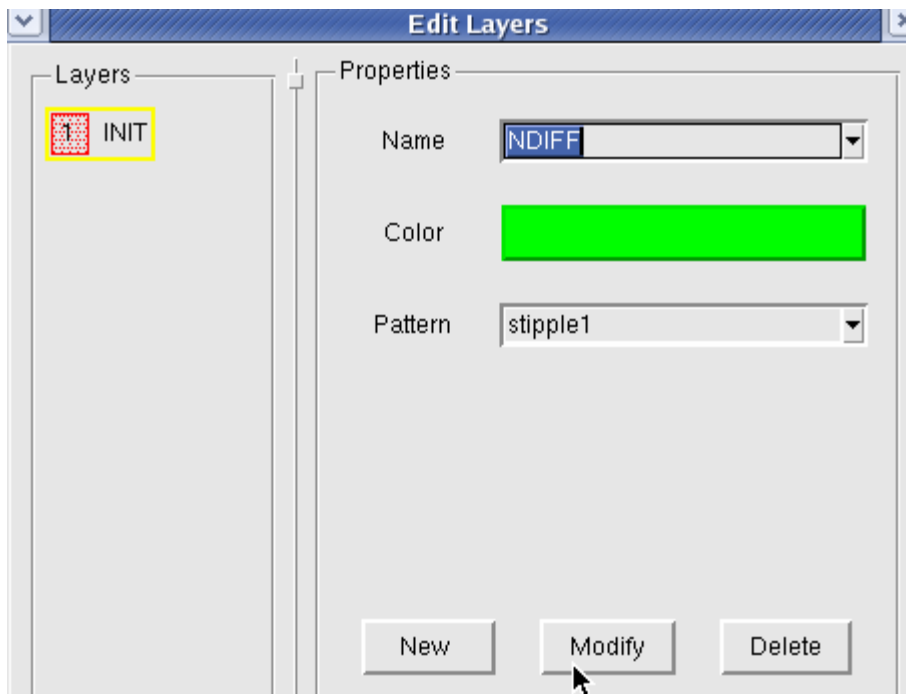 Edit Layers
Layers
1 INIT
Properties
Name NDIFF
Color
Pattern stipple1
New Modify Delete